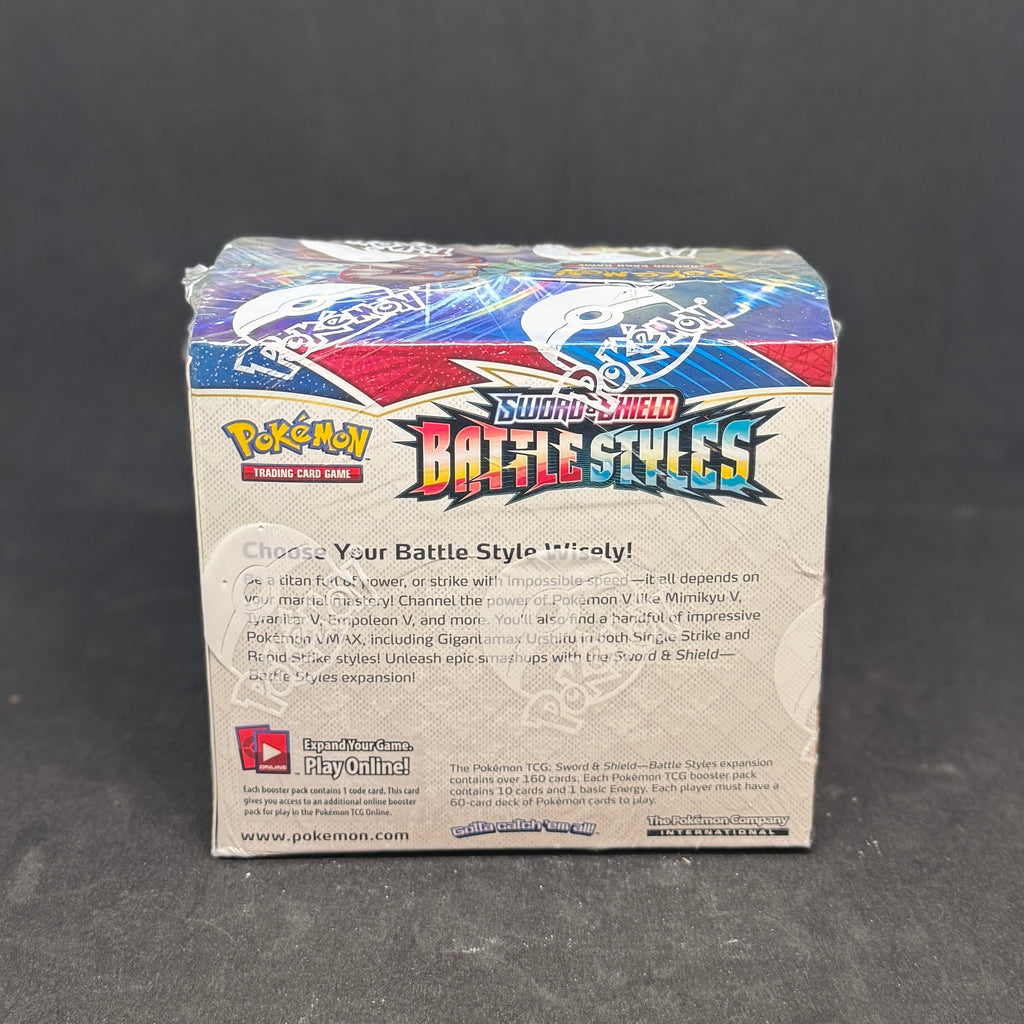 Pokémon
Pokémon
Pokémon
Pokémon
POKÉMON
TRADING CARD GAME
SWORD & SHIELD
BATTLE STYLES
Choose Your Battle Style Wisely!
Be a titan full of power, or strike with impossible speed—it all depends on
your martial mastery! Channel the power of Pokémon V like Mimikyu V,
Tyranitar V, Empoleon V, and more. You'll also find a handful of impressive
Pokémon VMAX, including Gigantamax Urshifu in both Single Strike and
Rapid Strike styles! Unleash epic smashups with the Sword & Shield—
Battle Styles expansion!
Pokémon
Pokémon
Expand Your Game.
Play Online!
ONLINE
Each booster pack contains 1 code card. This card
gives you access to an additional online booster
pack for play in the Pokémon TCG Online.
www.pokemon.com
The Pokémon TCG: Sword & Shield—Battle Styles expansion
contains over 160 cards. Each Pokémon TCG booster pack
contains 10 cards and 1 basic Energy. Each player must have a
60-card deck of Pokémon cards to play.
Gotta catch 'em all!
The Pokémon Company
INTERNATIONAL